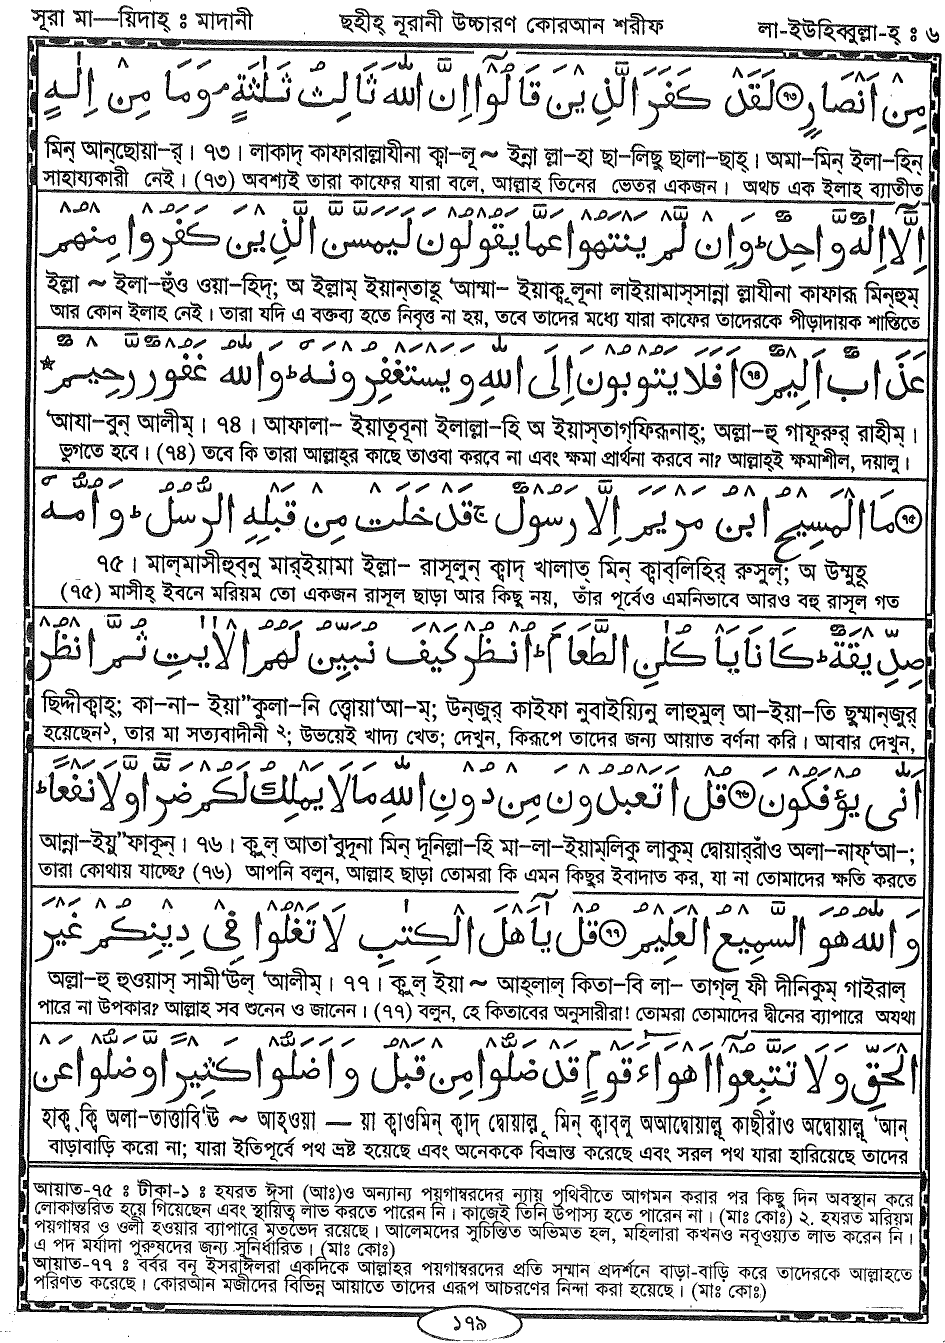 সূরা মা—য়িদাহ্ ঃ মাদানী ছহীহ্ নূরানী উচ্চারণ কোরআন শরীফ লা-ইউহিব্বুল্লা-হ্ ঃ ৬
مِنْ اَنْصَارٍ ﴿٧٣﴾ لَقَدْ كَفَرَ الَّذِيْنَ قَالُوْۤا اِنَّ اللّٰهَ ثَالِثُ ثَلٰثَةٍ ۘ وَمَا مِنْ اِلٰهٍ
মিন্ আন্ছোয়া-র্। ৭৩। লাকাদ্ কাফারাল্লাযীনা ক্বা-লূ ~ ইন্না ল্লা-হা ছা-লিছু ছালা-ছাহ্। অমা-মিন্ ইলা-হিন্
সাহায্যকারী নেই। (৭৩) অবশ্যই তারা কাফের যারা বলে, আল্লাহ তিনের ভেতর একজন। অথচ এক ইলাহ ব্যাতীত
اِلَّاۤ اِلٰهٌ وَّاحِدٌ ؕ وَاِنْ لَّمْ يَنْتَهُوْا عَمَّا يَقُوْلُوْنَ لَيَمَسَّنَّ الَّذِيْنَ كَفَرُوْا مِنْهُمْ
ইল্লা ~ ইলা-হুঁও ওয়া-হিদ্; অ ইল্লাম্ ইয়ান্তাহূ 'আম্মা- ইয়াক্বূলূনা লাইয়ামাস্সান্না ল্লাযীনা কাফারূ মিন্হুম্
আর কোন ইলাহ নেই। তারা যদি এ বক্তব্য হতে নিবৃত্ত না হয়, তবে তাদের মধ্যে যারা কাফের তাদেরকে পীড়াদায়ক শাস্তিতে
عَذَابٌ اَلِيْمٌ ﴿٧٤﴾ اَفَلَا يَتُوْبُوْنَ اِلَى اللّٰهِ وَيَسْتَغْفِرُوْنَهٗ ؕ وَاللّٰهُ غَفُوْرٌ رَّحِيْمٌ ★
'আযা-বুন্ আলীম্। ৭৪। আফালা- ইয়াতূবূনা ইলাল্লা-হি অ ইয়াস্তাগ্ফিরূনাহ্; অল্লা-হু গাফূরুর্ রাহীম্।
ভুগতে হবে। (৭৪) তবে কি তারা আল্লাহ্র কাছে তাওবা করবে না এবং ক্ষমা প্রার্থনা করবে না? আল্লাহ্ই ক্ষমাশীল, দয়ালু।
﴿٧٥﴾ مَا الْمَسِيْحُ ابْنُ مَرْيَمَ اِلَّا رَسُوْلٌ ۚ قَدْ خَلَتْ مِنْ قَبْلِهِ الرُّسُلُ ؕ وَاُمُّهٗ
৭৫। মাল্মাসীহুব্নু মার্ইয়ামা ইল্লা- রাসূলুন্ ক্বাদ্ খালাত্ মিন্ ক্বাব্লিহির্ রুসুল্; অ উম্মুহূ
(৭৫) মাসীহ্ ইবনে মরিয়ম তো একজন রাসূল ছাড়া আর কিছু নয়, তাঁর পূর্বেও এমনিভাবে আরও বহু রাসূল গত
صِدِّيْقَةٌ ؕ كَانَا يَاْكُلٰنِ الطَّعَامَ ؕ اُنْظُرْ كَيْفَ نُبَيِّنُ لَهُمُ الْاٰيٰتِ ثُمَّ انْظُرْ
ছিদ্দীক্বাহ্; কা-না- ইয়া"কুলা-নি ত্ত্বোয়া'আ-ম্; উন্জুর্ কাইফা নুবাইয়্যিনু লাহুমুল্ আ-ইয়া-তি ছুম্মান্জুর্
হয়েছেন১, তার মা সত্যবাদীনী ২; উভয়েই খাদ্য খেত; দেখুন, কিরূপে তাদের জন্য আয়াত বর্ণনা করি। আবার দেখুন,
اَنّٰى يُؤْفَكُوْنَ ﴿٧٦﴾ قُلْ اَتَعْبُدُوْنَ مِنْ دُوْنِ اللّٰهِ مَا لَا يَمْلِكُ لَكُمْ ضَرًّا وَّلَا نَفْعًا ؕ
আন্না-ইয়ু"ফাকূন্। ৭৬। ক্বুল্ আতা'বুদূনা মিন্ দূনিল্লা-হি মা-লা-ইয়াম্লিকু লাকুম্ দ্বোয়ার্রাঁও অলা-নাফ্'আ-;
তারা কোথায় যাচ্ছে? (৭৬) আপনি বলুন, আল্লাহ ছাড়া তোমরা কি এমন কিছুর ইবাদাত কর, যা না তোমাদের ক্ষতি করতে
وَاللّٰهُ هُوَ السَّمِيْعُ الْعَلِيْمُ ﴿٧٧﴾ قُلْ يٰۤاَهْلَ الْكِتٰبِ لَا تَغْلُوْا فِيْ دِيْنِكُمْ غَيْرَ
অল্লা-হু হুওয়াস্ সামী'উল্ 'আলীম্। ৭৭। ক্বুল্ ইয়া ~ আহ্লাল্ কিতা-বি লা- তাগ্লূ ফী দীনিকুম্ গাইরাল্
পারে না উপকার? আল্লাহ সব শুনেন ও জানেন। (৭৭) বলুন, হে কিতাবের অনুসারীরা! তোমরা তোমাদের দ্বীনের ব্যাপারে অযথা
الْحَقِّ وَلَا تَتَّبِعُوْۤا اَهْوَآءَ قَوْمٍ قَدْ ضَلُّوْا مِنْ قَبْلُ وَاَضَلُّوْا كَثِيْرًا وَّضَلُّوْا عَنْ
হাক্ব্ক্বি অলা-তাত্তাবি'ঊ ~ আহ্ওয়া — য়া ক্বাওমিন্ ক্বাদ্ দ্বোয়াল্লূ মিন্ ক্বাব্লু অআদ্বোয়াল্লূ কাছীরাঁও অদ্বোয়াল্লূ 'আন্
বাড়াবাড়ি করো না; যারা ইতিপূর্বে পথ ভ্রষ্ট হয়েছে এবং অনেককে বিভ্রান্ত করেছে এবং সরল পথ যারা হারিয়েছে তাদের
আয়াত-৭৫ ঃ টীকা-১ ঃ হযরত ঈসা (আঃ)ও অন্যান্য পয়গাম্বরদের ন্যায় পৃথিবীতে আগমন করার পর কিছু দিন অবস্থান করে
লোকান্তরিত হয়ে গিয়েছেন এবং স্থায়িত্ব লাভ করতে পারেন নি। কাজেই তিনি উপাস্য হতে পারেন না। (মাঃ কোঃ) ২. হযরত মরিয়ম
পয়গাম্বর ও ওলী হওয়ার ব্যাপারে মতভেদ রয়েছে। আলেমদের সুচিন্তিত অভিমত হল, মহিলারা কখনও নবূওয়্যত লাভ করেন নি।
এ পদ মর্যাদা পুরুষদের জন্য সুনির্ধারিত। (মাঃ কোঃ)
আয়াত-৭৭ ঃ বর্বর বনূ ইসরাঈলরা একদিকে আল্লাহর পয়গাম্বরদের প্রতি সম্মান প্রদর্শনে বাড়া-বাড়ি করে তাদেরকে আল্লাহতে
পরিণত করেছে। কোরআন মজীদের বিভিন্ন আয়াতে তাদের এরূপ আচরণের নিন্দা করা হয়েছে। (মাঃ কোঃ)
১৭৯